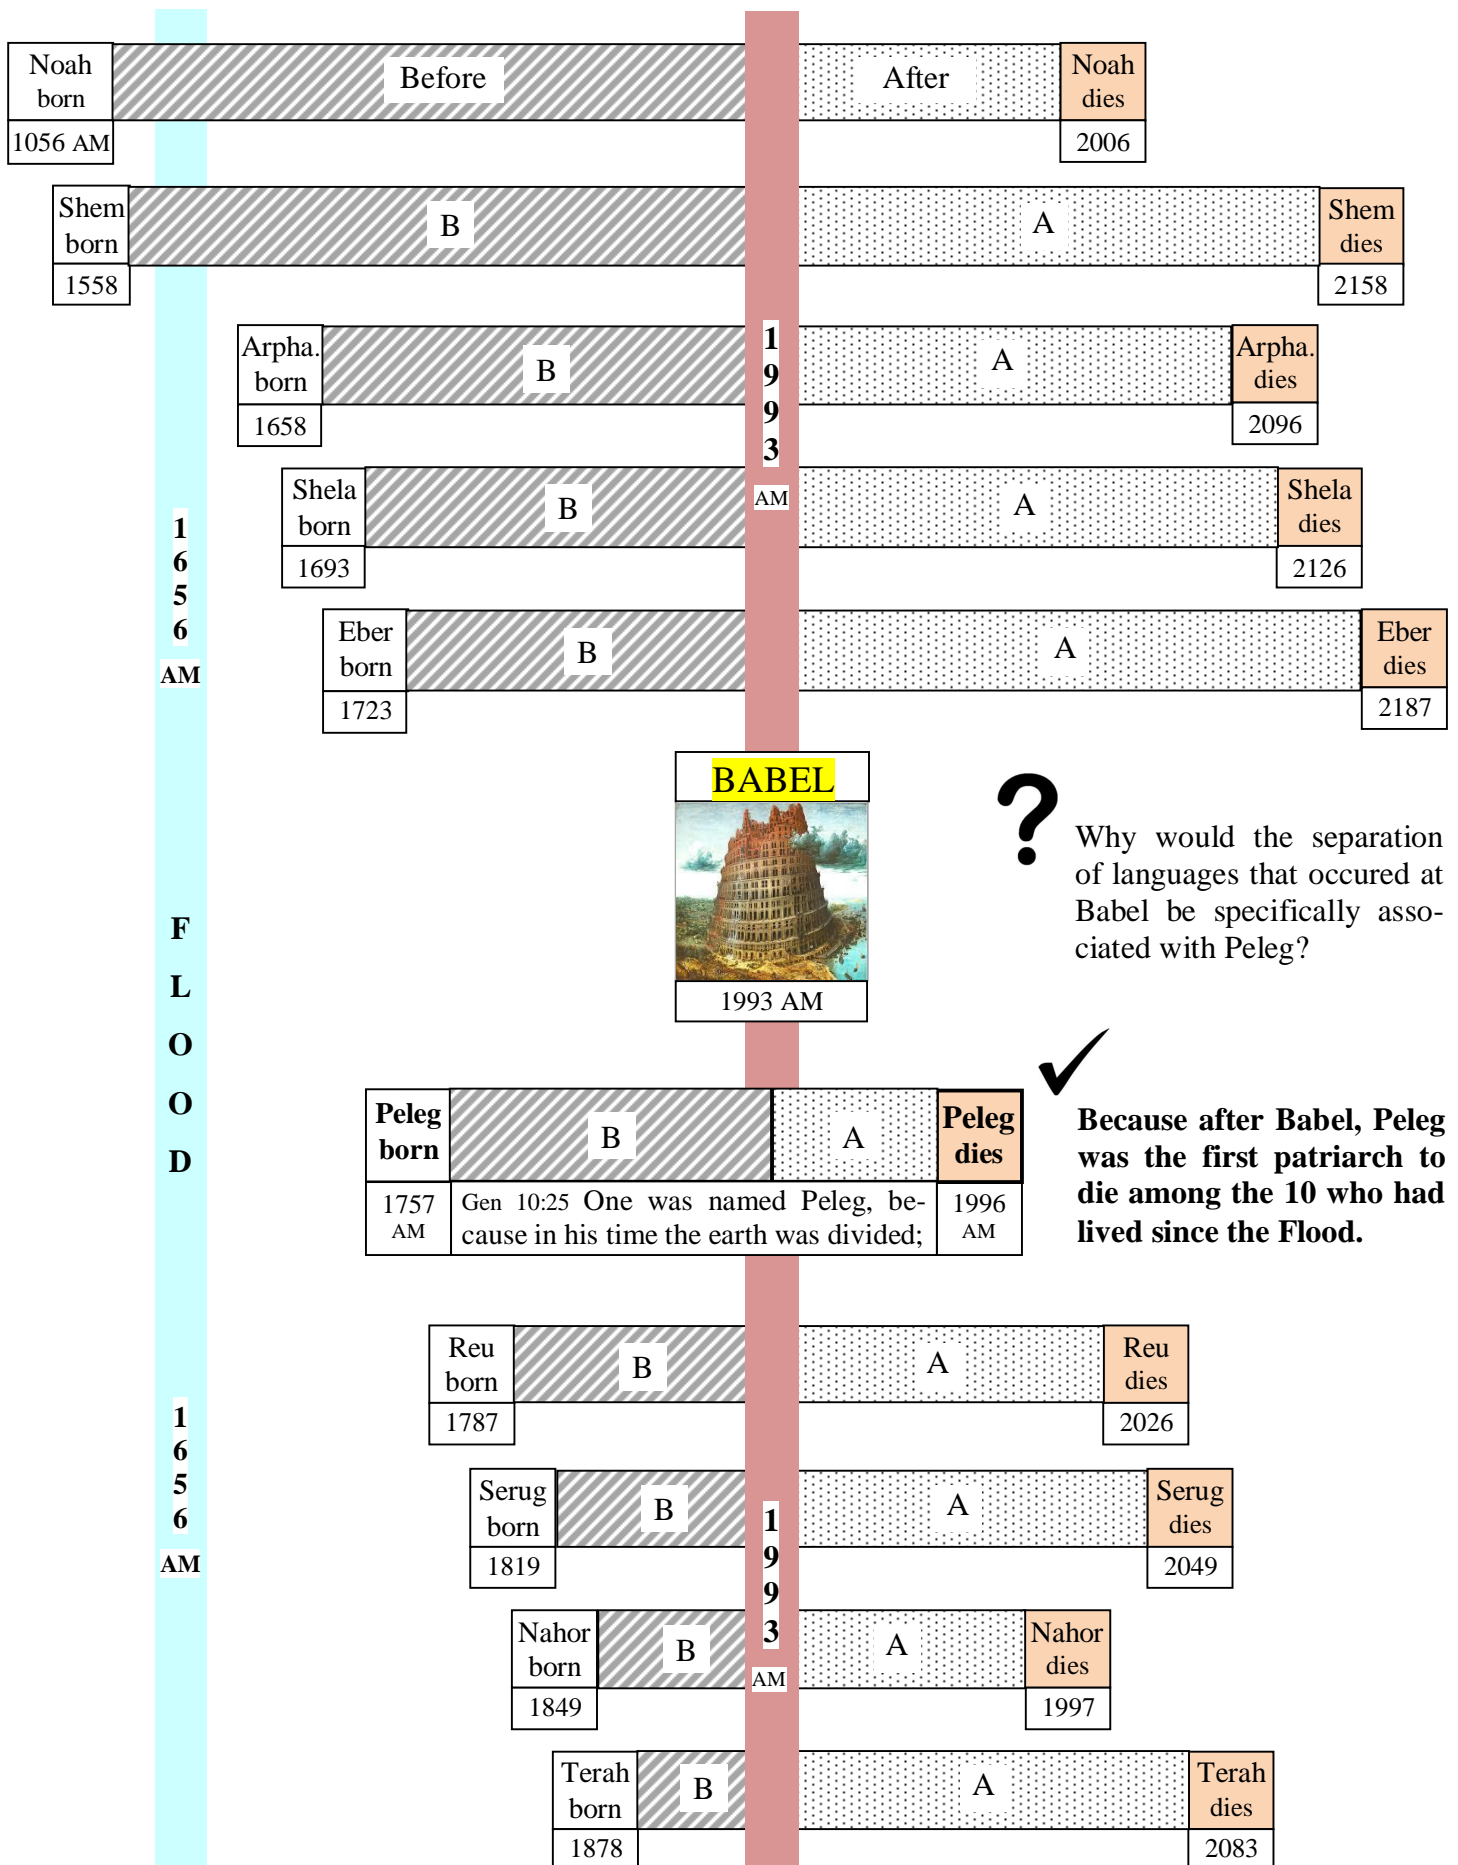 Noah
born
1056 AM
Before
After
Noah
dies
2006
Shem
born
1558
B
A
Shem
dies
2158
Arpha.
born
1658
B
A
Arpha.
dies
2096
1
9
9
3
AM
Shela
born
1693
B
A
Shela
dies
2126
1
6
5
6
AM
Eber
born
1723
B
A
Eber
dies
2187
BABEL
1993 AM
?
Why would the separation
of languages that occured at
Babel be specifically asso-
ciated with Peleg?
F
L
O
O
D
Peleg
born
1757
AM
B
A
Gen 10:25 One was named Peleg, be-
cause in his time the earth was divided;
Peleg
dies
1996
AM
Because after Babel, Peleg
was the first patriarch to
die among the 10 who had
lived since the Flood.
Reu
born
1787
B
A
Reu
dies
2026
1
6
5
6
AM
Serug
born
1819
B
A
Serug
dies
2049
1
9
9
3
AM
Nahor
born
1849
B
A
Nahor
dies
1997
Terah
born
1878
B
A
Terah
dies
2083